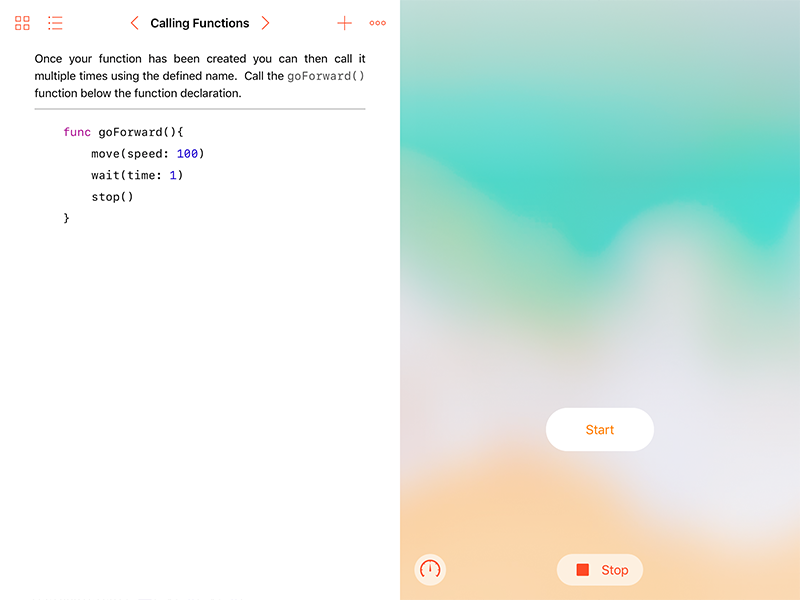 Calling Functions
Once your function has been created you can then call it
multiple times using the defined name. Call the goForward()
function below the function declaration.
func goForward(){
    move(speed: 100)
    wait(time: 1)
    stop()
}
Start
Stop